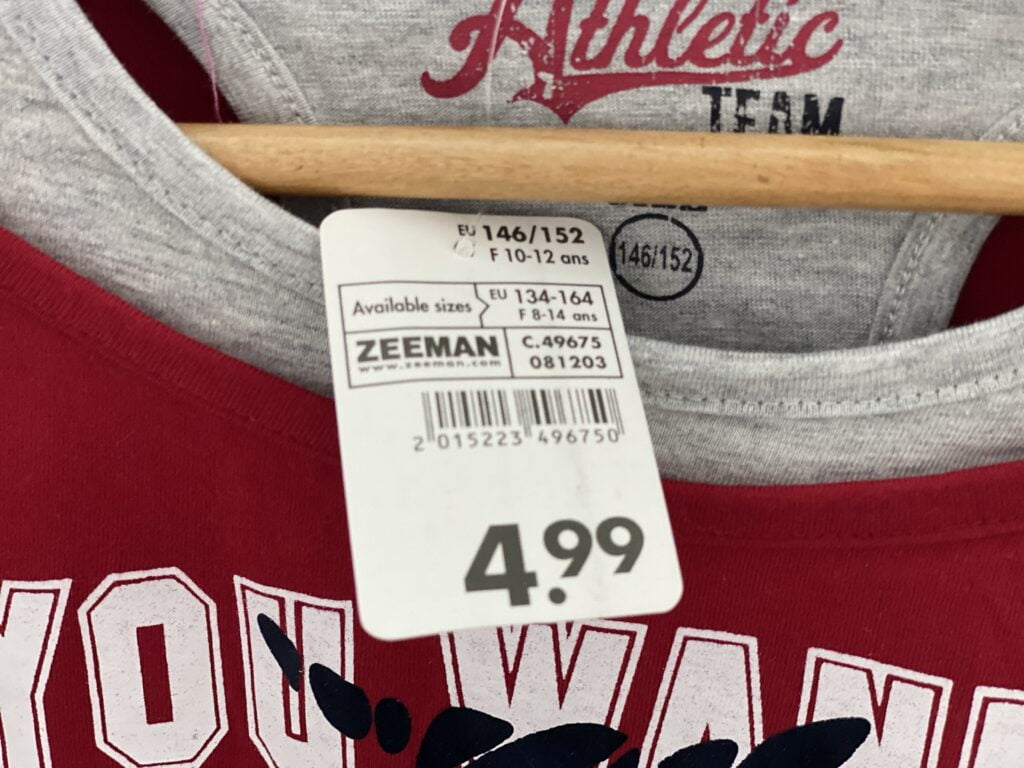 Athletic
TEAM
146/152
EU 146/152
F 10-12 ans
Available sizes
EU 134-164
F 8-14 ans
ZEEMAN
www.zeeman.com
C.49675
081203
2 015223 496750
4.99
YOU WAN